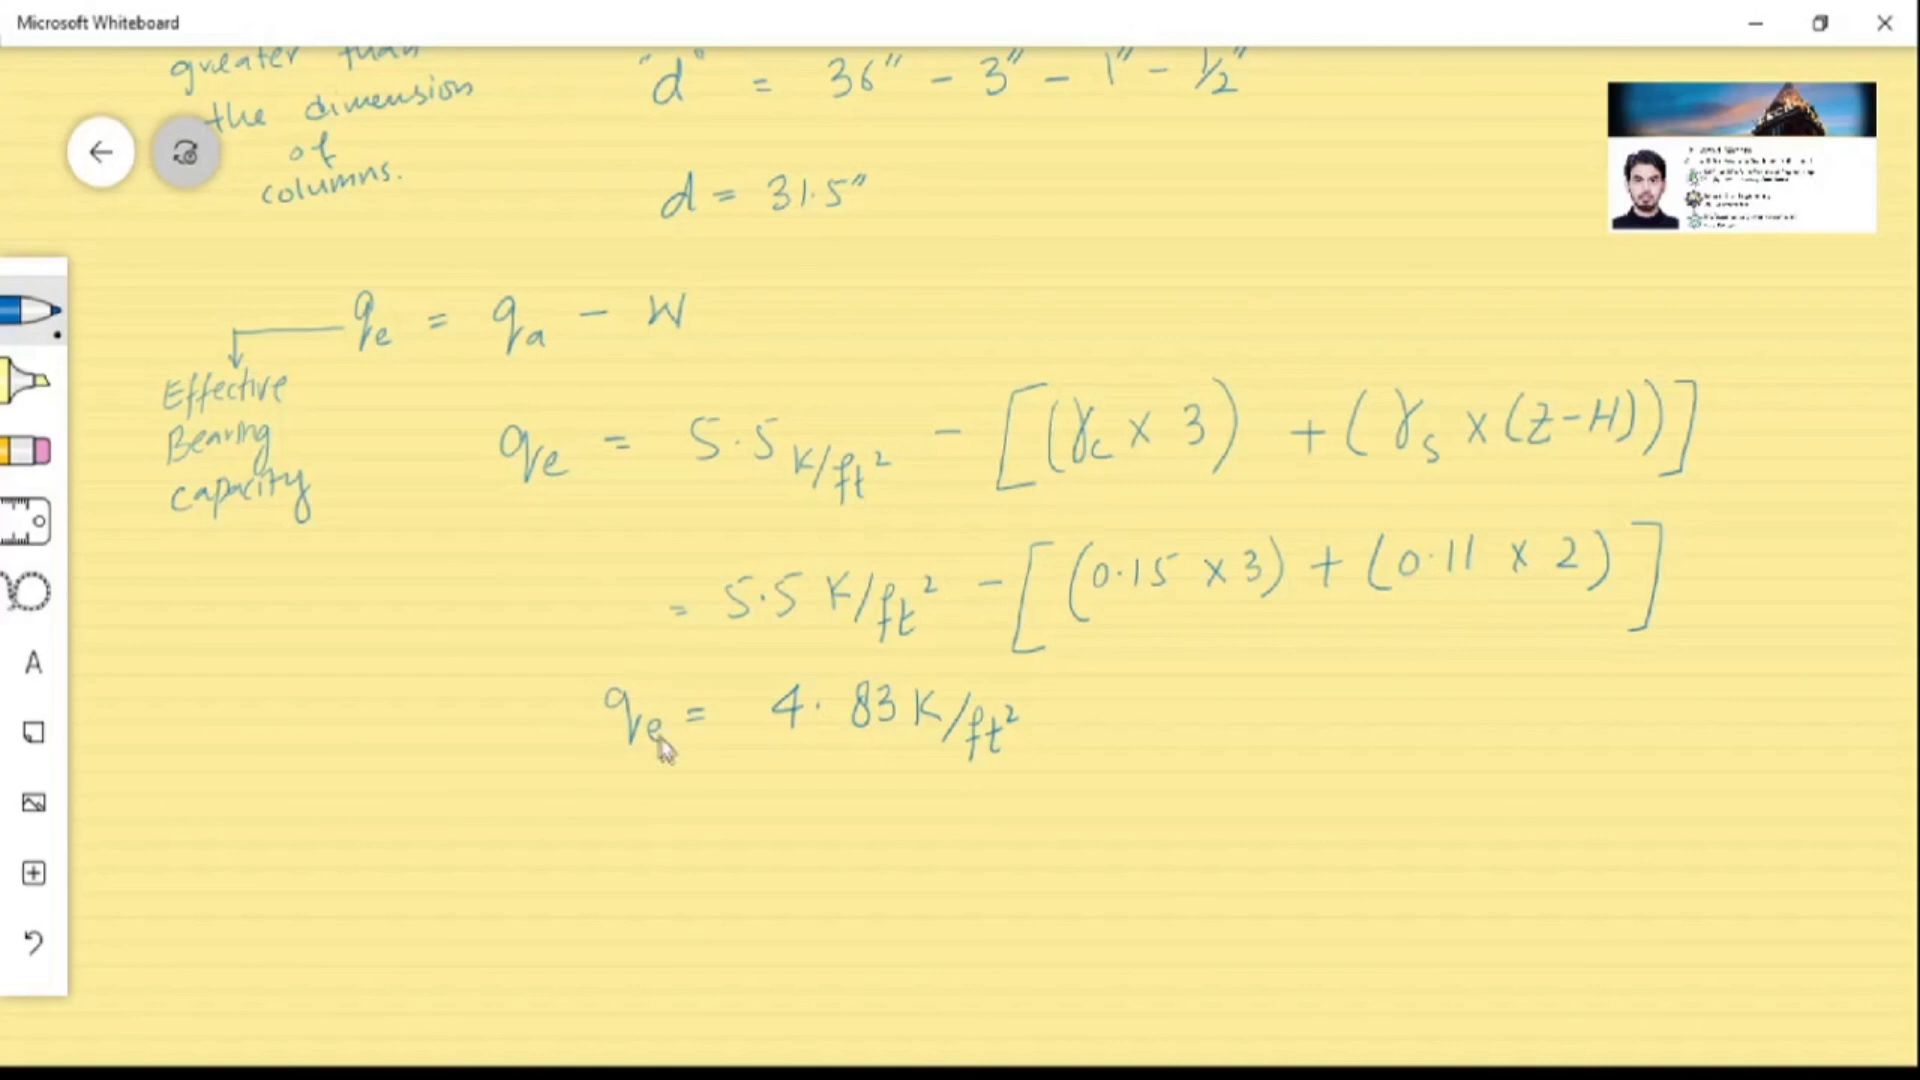 Microsoft Whiteboard
greater than
the dimension
of
columns.
"d" = 36" - 3" - 1" - 1/2"
d = 31.5"
qe = qa - W
Effective
Bearing
capacity
qe = 5.5 K/ft² - [(γc x 3) + (γs x (Z-H))]
= 5.5 K/ft² - [(0.15 x 3) + (0.11 x 2)]
qe = 4.83 K/ft²
A